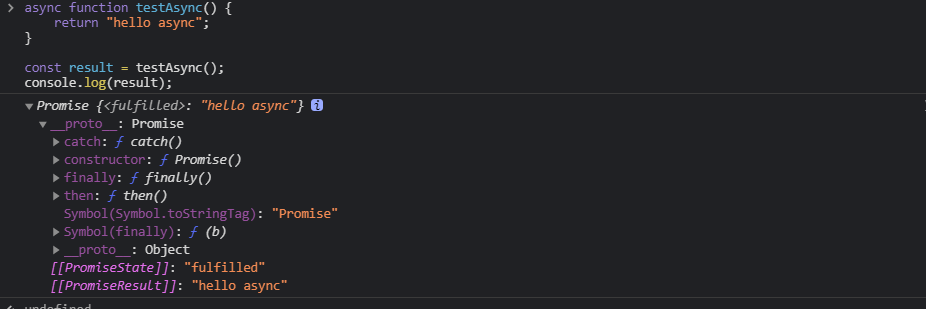 async function testAsync() {
return "hello async";
}
const result = testAsync();
console.log(result);
Promise {<fulfilled>: "hello async"} i
__proto__: Promise
catch: ƒ catch()
constructor: ƒ Promise()
finally: ƒ finally()
then: ƒ then()
Symbol(Symbol.toStringTag): "Promise"
Symbol(finally): ƒ (b)
__proto__: Object
[[PromiseState]]: "fulfilled"
[[PromiseResult]]: "hello async"
undefined